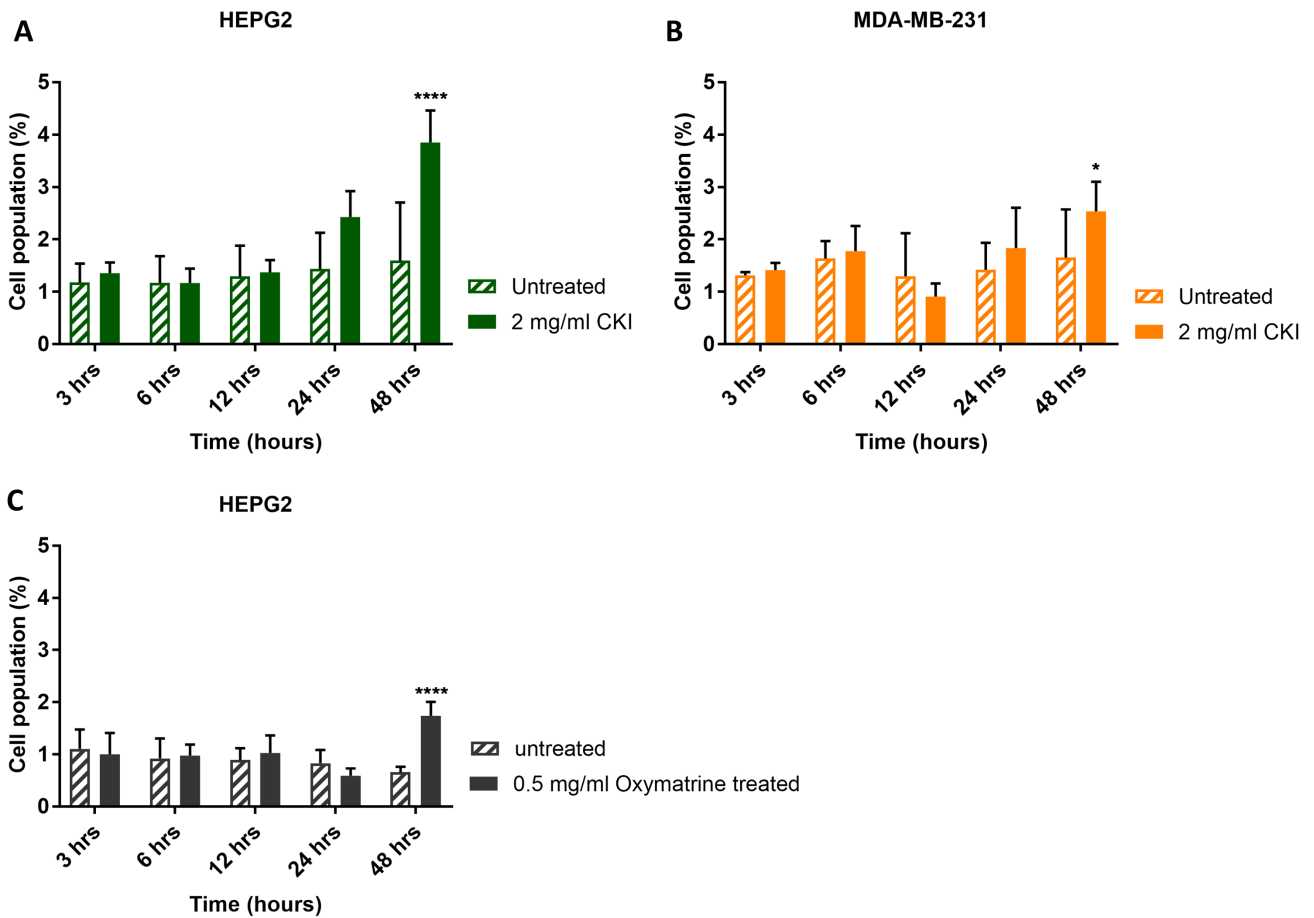 A
HEPG2
Cell population (%)
5
4
3
2
1
0
****
3 hrs
6 hrs
12 hrs
24 hrs
48 hrs
Time (hours)
Untreated
2 mg/ml CKI
B
MDA-MB-231
Cell population (%)
5
4
3
2
1
0
*
3 hrs
6 hrs
12 hrs
24 hrs
48 hrs
Time (hours)
Untreated
2 mg/ml CKI
C
HEPG2
Cell population (%)
5
4
3
2
1
0
****
3 hrs
6 hrs
12 hrs
24 hrs
48 hrs
Time (hours)
untreated
0.5 mg/ml Oxymatrine treated